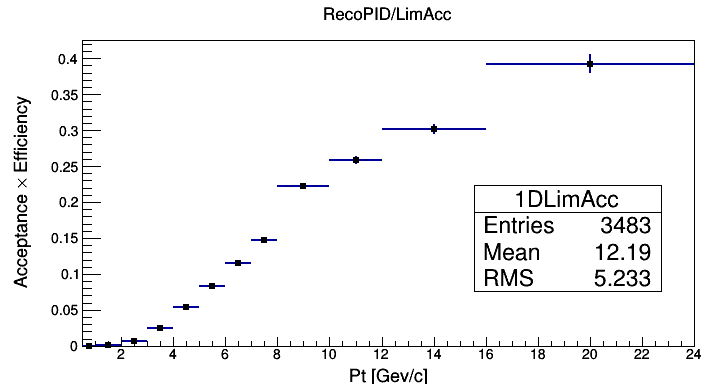 RecoPID/LimAcc
Acceptance × Efficiency
0.4
0.35
0.3
0.25
0.2
0.15
0.1
0.05
0
1DLimAcc
Entries 3483
Mean 12.19
RMS 5.233
2 4 6 8 10 12 14 16 18 20 22 24
Pt [Gev/c]